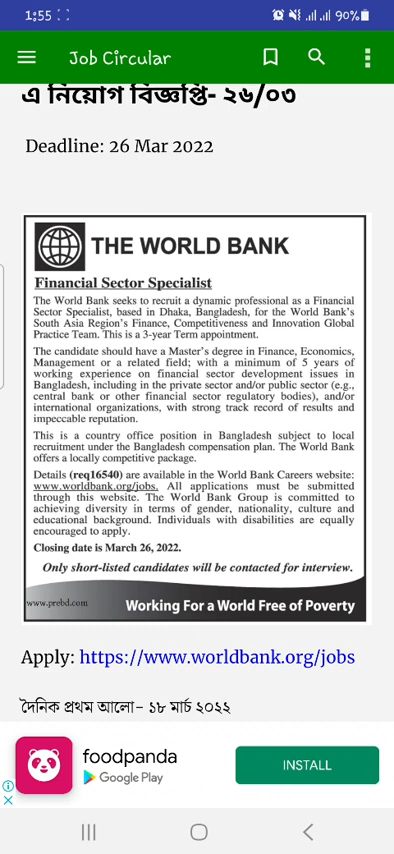 1:55
90%
Job Circular
এ নিয়োগ বিজ্ঞপ্তি- ২৬/০৩
Deadline: 26 Mar 2022
THE WORLD BANK
Financial Sector Specialist
The World Bank seeks to recruit a dynamic professional as a Financial
Sector Specialist, based in Dhaka, Bangladesh, for the World Bank's
South Asia Region's Finance, Competitiveness and Innovation Global
Practice Team. This is a 3-year Term appointment.
The candidate should have a Master's degree in Finance, Economics,
Management or a related field; with a minimum of 5 years of
working experience on financial sector development issues in
Bangladesh, including in the private sector and/or public sector (e.g.,
central bank or other financial sector regulatory bodies), and/or
international organizations, with strong track record of results and
impeccable reputation.
This is a country office position in Bangladesh subject to local
recruitment under the Bangladesh compensation plan. The World Bank
offers a locally competitive package.
Details (req16540) are available in the World Bank Careers website:
www.worldbank.org/jobs. All applications must be submitted
through this website. The World Bank Group is committed to
achieving diversity in terms of gender, nationality, culture and
educational background. Individuals with disabilities are equally
encouraged to apply.
Closing date is March 26, 2022.
Only short-listed candidates will be contacted for interview.
www.prebd.com
Working For a World Free of Poverty
Apply: https://www.worldbank.org/jobs
দৈনিক প্রথম আলো- ১৮ মার্চ ২০২২
foodpanda
Google Play
INSTALL